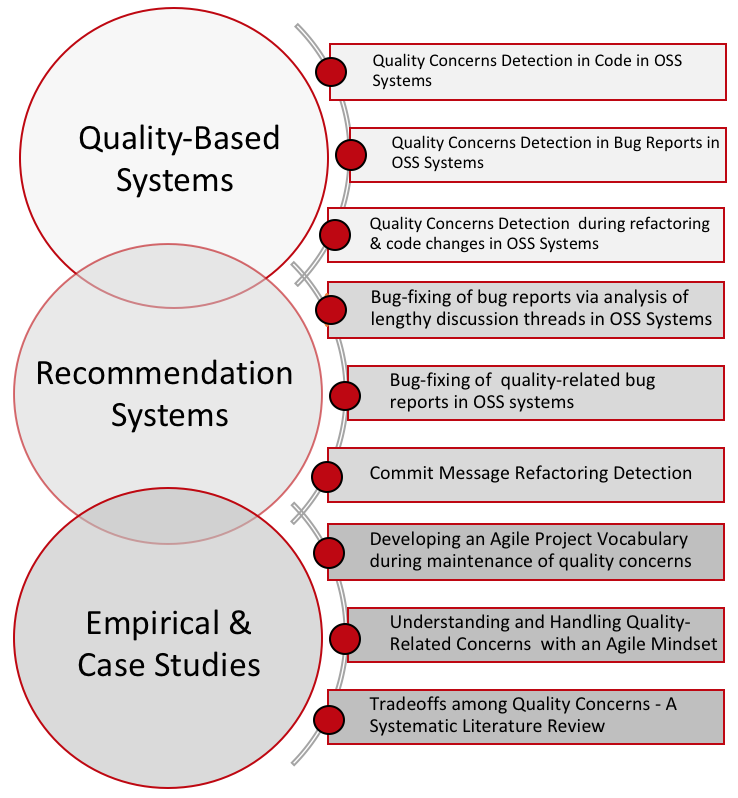 Quality-Based
Systems
Quality Concerns Detection in Code in OSS
Systems
Quality Concerns Detection in Bug Reports in
OSS Systems
Quality Concerns Detection  during refactoring
& code changes in OSS Systems
Recommendation
Systems
Bug-fixing of bug reports via analysis of
lengthy discussion threads in OSS Systems
Bug-fixing of  quality-related bug
reports in OSS systems
Commit Message Refactoring Detection
Empirical &
Case Studies
Developing an Agile Project Vocabulary
during maintenance of quality concerns
Understanding and Handling Quality-
Related Concerns  with an Agile Mindset
Tradeoffs among Quality Concerns - A
Systematic Literature Review